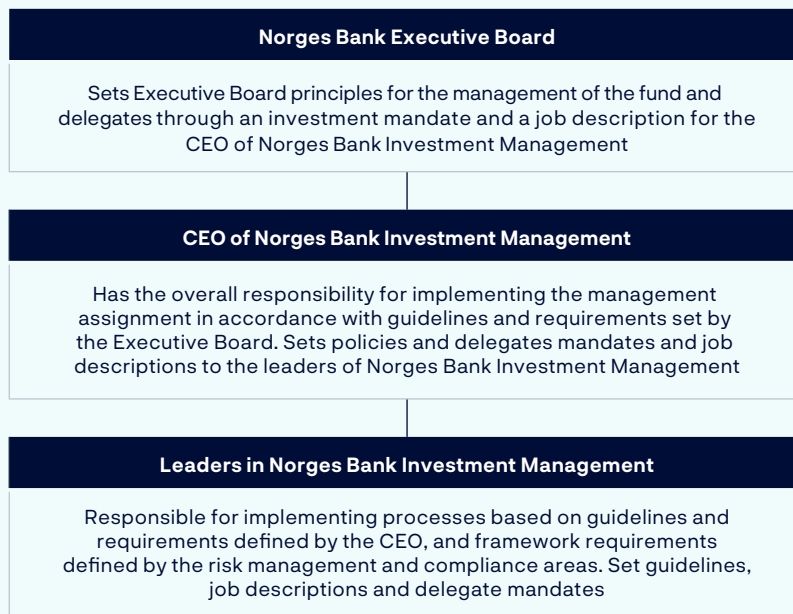 Norges Bank Executive Board
Sets Executive Board principles for the management of the fund and
delegates through an investment mandate and a job description for the
CEO of Norges Bank Investment Management
CEO of Norges Bank Investment Management
Has the overall responsibility for implementing the management
assignment in accordance with guidelines and requirements set by
the Executive Board. Sets policies and delegates mandates and job
descriptions to the leaders of Norges Bank Investment Management
Leaders in Norges Bank Investment Management
Responsible for implementing processes based on guidelines and
requirements defined by the CEO, and framework requirements
defined by the risk management and compliance areas. Set guidelines,
job descriptions and delegate mandates